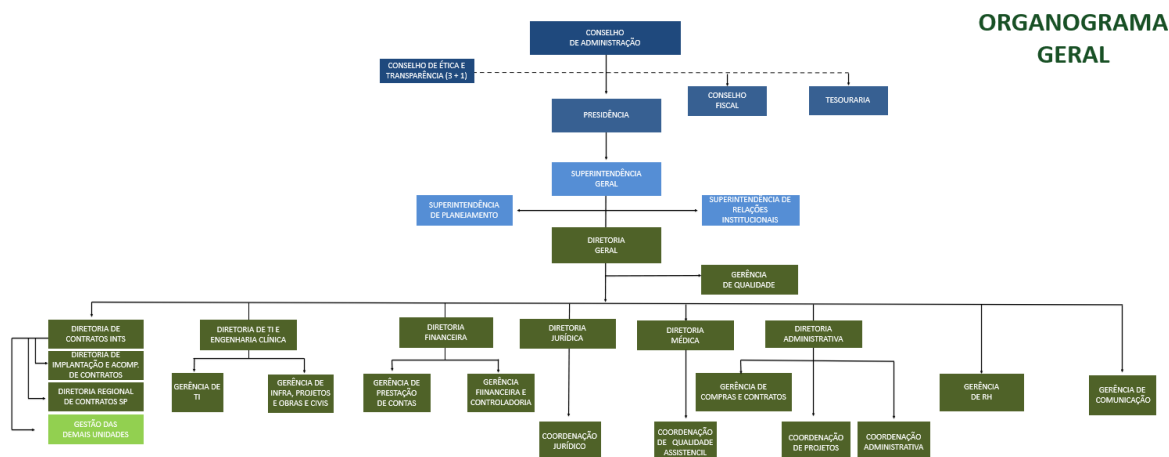 ORGANOGRAMA
GERAL
CONSELHO
DE ADMINISTRAÇÃO
CONSELHO DE ÉTICA E
TRANSPARÊNCIA (3 + 1)
CONSELHO
FISCAL
TESOURARIA
PRESIDÊNCIA
SUPERINTENDÊNCIA
GERAL
SUPERINTENDÊNCIA
DE PLANEJAMENTO
SUPERINTENDÊNCIA DE
RELAÇÕES
INSTITUCIONAIS
DIRETORIA
GERAL
GERÊNCIA
DE QUALIDADE
DIRETORIA DE
CONTRATOS INTS
DIRETORIA DE TI E
ENGENHARIA CLÍNICA
DIRETORIA
FINANCEIRA
DIRETORIA
JURÍDICA
DIRETORIA
MÉDICA
DIRETORIA
ADMINISTRATIVA
DIRETORIA DE
IMPLANTAÇÃO E ACOMP.
DE CONTRATOS
DIRETORIA REGIONAL
DE CONTRATOS SP
GESTÃO DAS
DEMAIS UNIDADES
GERÊNCIA DE
TI
GERÊNCIA DE
INFRA, PROJETOS
E OBRAS E CIVIS
GERÊNCIA DE
PRESTAÇÃO
DE CONTAS
GERÊNCIA
FIINANCEIRA E
CONTROLADORIA
GERÊNCIA DE
COMPRAS E CONTRATOS
GERÊNCIA
DE RH
GERÊNCIA DE
COMUNICAÇÃO
COORDENAÇÃO
JURÍDICO
COORDENAÇÃO
DE QUALIDADE
ASSISTENCIL
COORDENAÇÃO
DE PROJETOS
COORDENAÇÃO
ADMINISTRATIVA